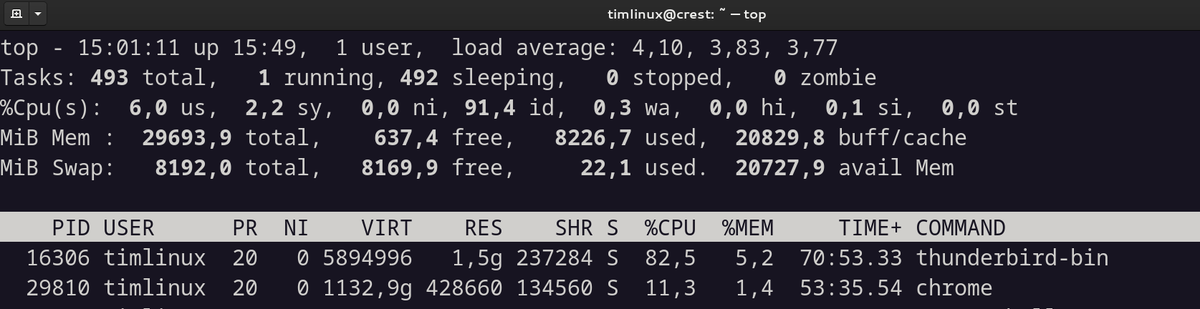 timlinux@crest: ~ — top
top - 15:01:11 up 15:49,  1 user,  load average: 4,10, 3,83, 3,77
Tasks: 493 total,   1 running, 492 sleeping,   0 stopped,   0 zombie
%Cpu(s):  6,0 us,  2,2 sy,  0,0 ni, 91,4 id,  0,3 wa,  0,0 hi,  0,1 si,  0,0 st
MiB Mem :  29693,9 total,    637,4 free,   8226,7 used,  20829,8 buff/cache
MiB Swap:   8192,0 total,   8169,9 free,     22,1 used.  20727,9 avail Mem
PID USER      PR  NI    VIRT    RES    SHR S  %CPU  %MEM     TIME+ COMMAND
16306 timlinux  20   0 5894996   1,5g 237284 S  82,5   5,2  70:53.33 thunderbird-bin
29810 timlinux  20   0 1132,9g 428660 134560 S  11,3   1,4  53:35.54 chrome